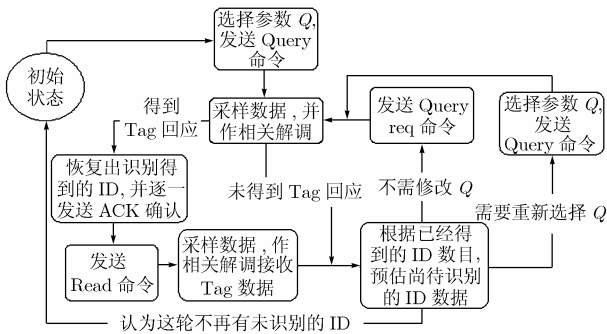 选择参数 Q,
发送 Query
命令
初始
状态
得到
Tag 回应
采样数据，并
作相关解调
发送 Query
req 命令
选择参数 Q,
发送
Query 命令
恢复出识别得
到的 ID, 并逐一
发送 ACK 确认
未得到 Tag 回应
不需修改 Q
需要重新选择 Q
发送
Read 命令
采样数据，作
相关解调接收
Tag 数据
根据已经得
到的 ID 数目,
预估尚待识别
的 ID 数据
认为这轮不再有未识别的 ID